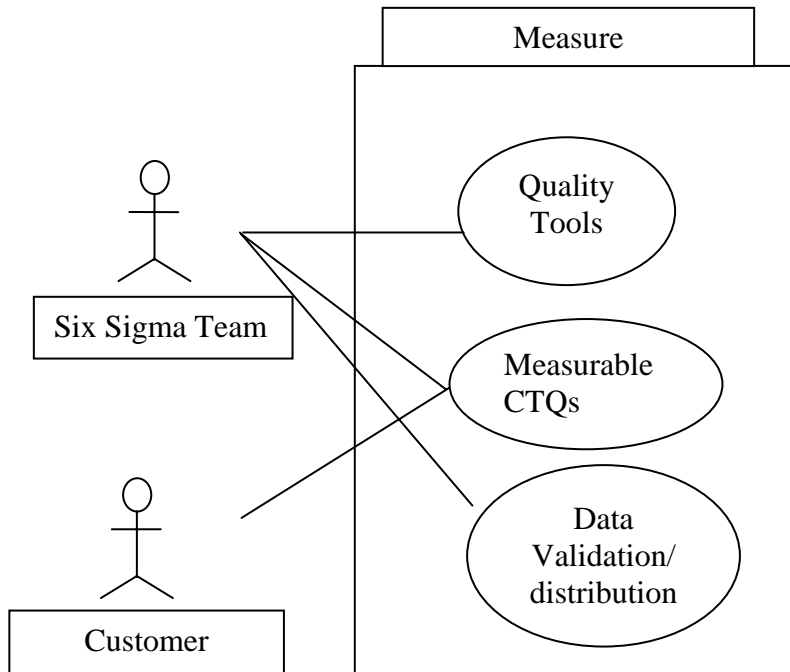 Measure
Quality
Tools
Six Sigma Team
Measurable
CTQs
Data
Validation/
distribution
Customer